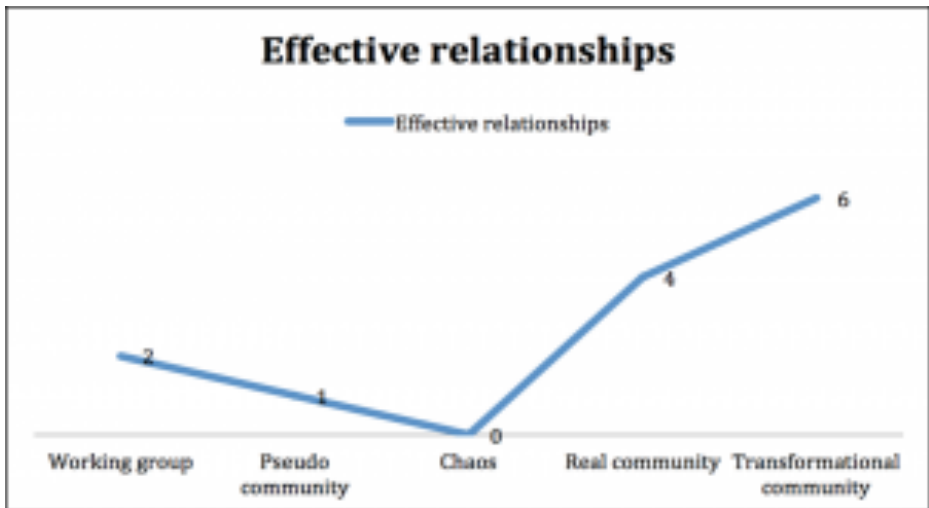 Effective relationships
Effective relationships
6
4
2
1
0
Working group
Pseudo
community
Chaos
Real community
Transformational
community